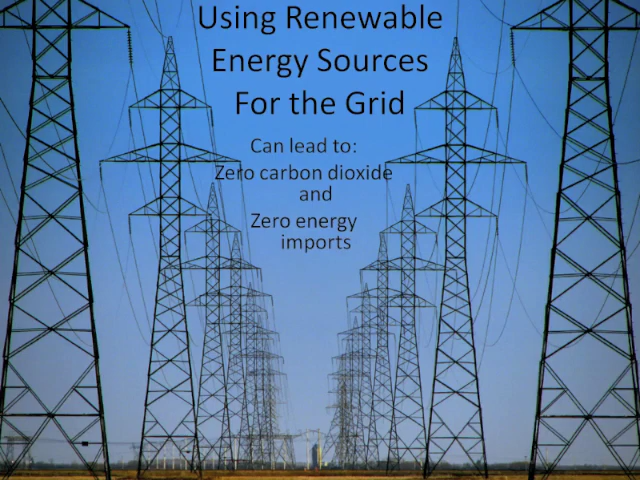 Using Renewable
Energy Sources
For the Grid
Can lead to:
Zero carbon dioxide
and
Zero energy
imports